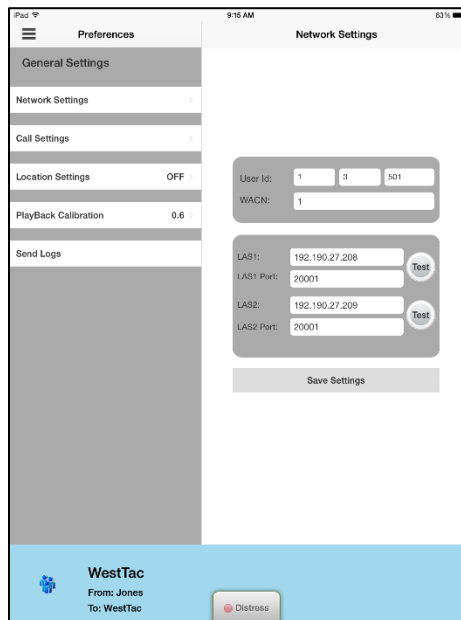 iPad 9:15 AM 63%
Preferences
Network Settings
General Settings
Network Settings
Call Settings
Location Settings OFF
PlayBack Calibration 0.6
Send Logs
User Id: 1 3 501
WACN: 1
LAS1: 192.190.27.208
Test
LAS1 Port: 20001
LAS2: 192.190.27.209
Test
LAS2 Port: 20001
Save Settings
WestTac
From: Jones
To: WestTac
Distress